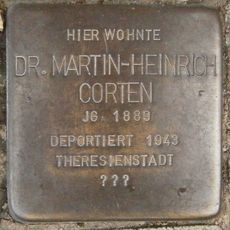 HIER WOHNTE
DR. MARTIN-HEINRICH
CORTEN
JG. 1889
DEPORTIERT 1943
THERESIENSTADT
???